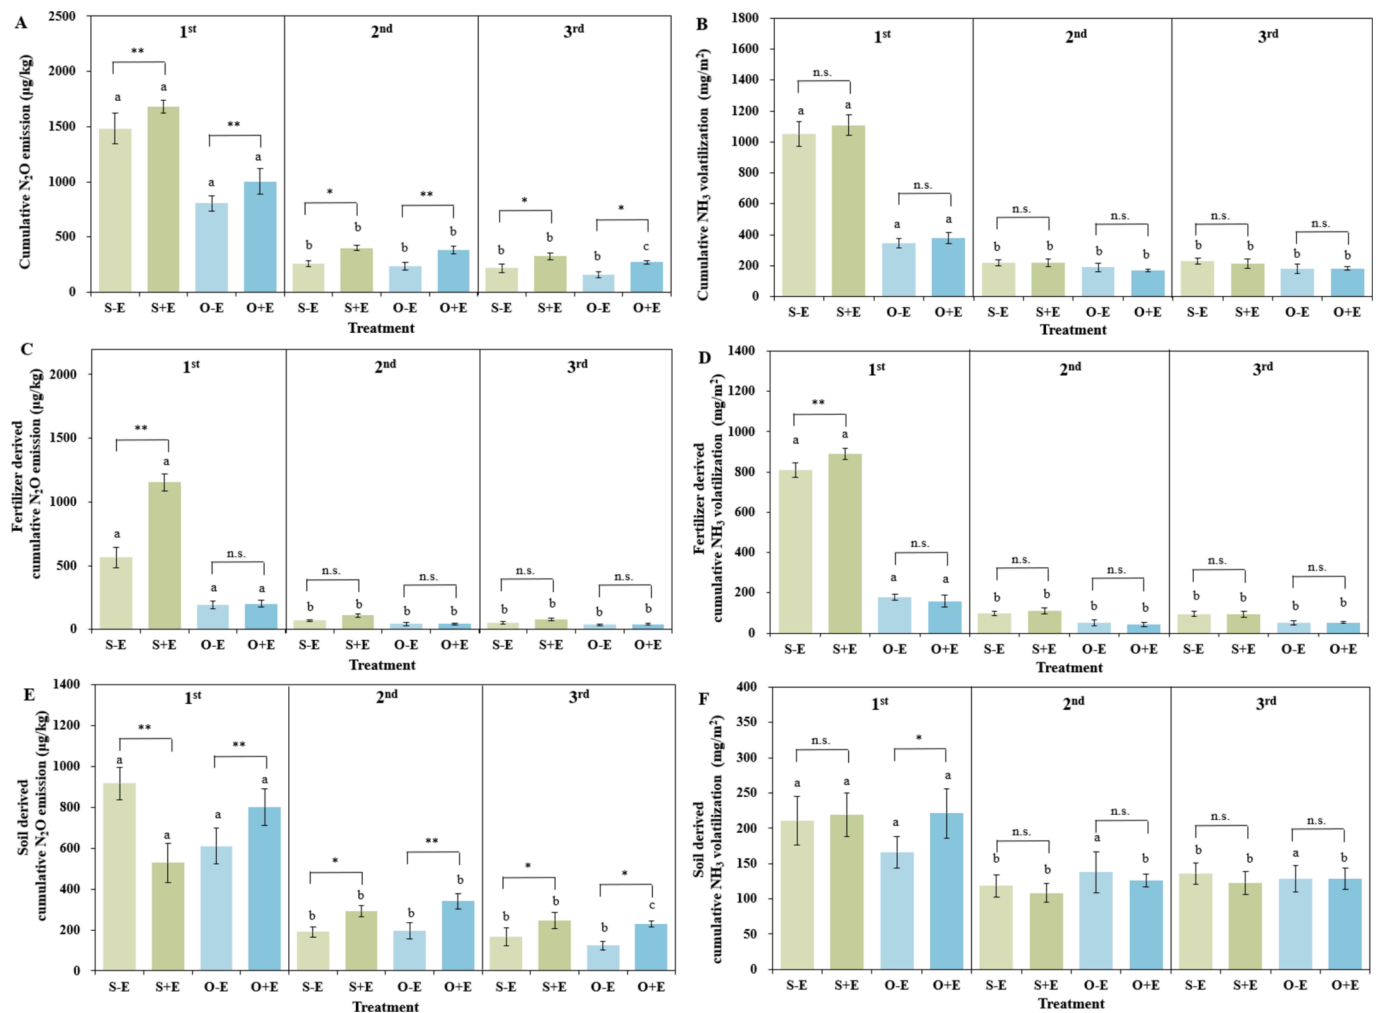 A
Cumulative N₂O emission (µg/kg)
2500
2000
1500
1000
500
0
1st 2nd 3rd
** ** * ** * *
a a a a b b b b b b b c
S-E S+E O-E O+E S-E S+E O-E O+E S-E S+E O-E O+E
Treatment
B
Cumulative NH₃ volatilization (mg/m²)
1800
1600
1400
1200
1000
800
600
400
200
0
1st 2nd 3rd
n.s. n.s. n.s. n.s. n.s. n.s.
a a a a b b b b b b b b
S-E S+E O-E O+E S-E S+E O-E O+E S-E S+E O-E O+E
Treatment
C
Fertilizer derived
cumulative N₂O emission (µg/kg)
2000
1500
1000
500
0
1st 2nd 3rd
** n.s. n.s. n.s. n.s. n.s.
a a a a b b b b b b b b
S-E S+E O-E O+E S-E S+E O-E O+E S-E S+E O-E O+E
Treatment
D
Fertilizer derived
cumulative NH₃ volatilization (mg/m²)
1400
1200
1000
800
600
400
200
0
1st 2nd 3rd
** n.s. n.s. n.s. n.s. n.s.
a a a a b b b b b b b b
S-E S+E O-E O+E S-E S+E O-E O+E S-E S+E O-E O+E
Treatment
E
Soil derived
cumulative N₂O emission (µg/kg)
1400
1200
1000
800
600
400
200
0
1st 2nd 3rd
** ** * ** * *
a a a a b b b b b b b c
S-E S+E O-E O+E S-E S+E O-E O+E S-E S+E O-E O+E
Treatment
F
Soil derived
cumulative NH₃ volatilization (mg/m²)
400
350
300
250
200
150
100
50
0
1st 2nd 3rd
n.s. * n.s. n.s. n.s. n.s.
a a a a b b a b b b a b
S-E S+E O-E O+E S-E S+E O-E O+E S-E S+E O-E O+E
Treatment